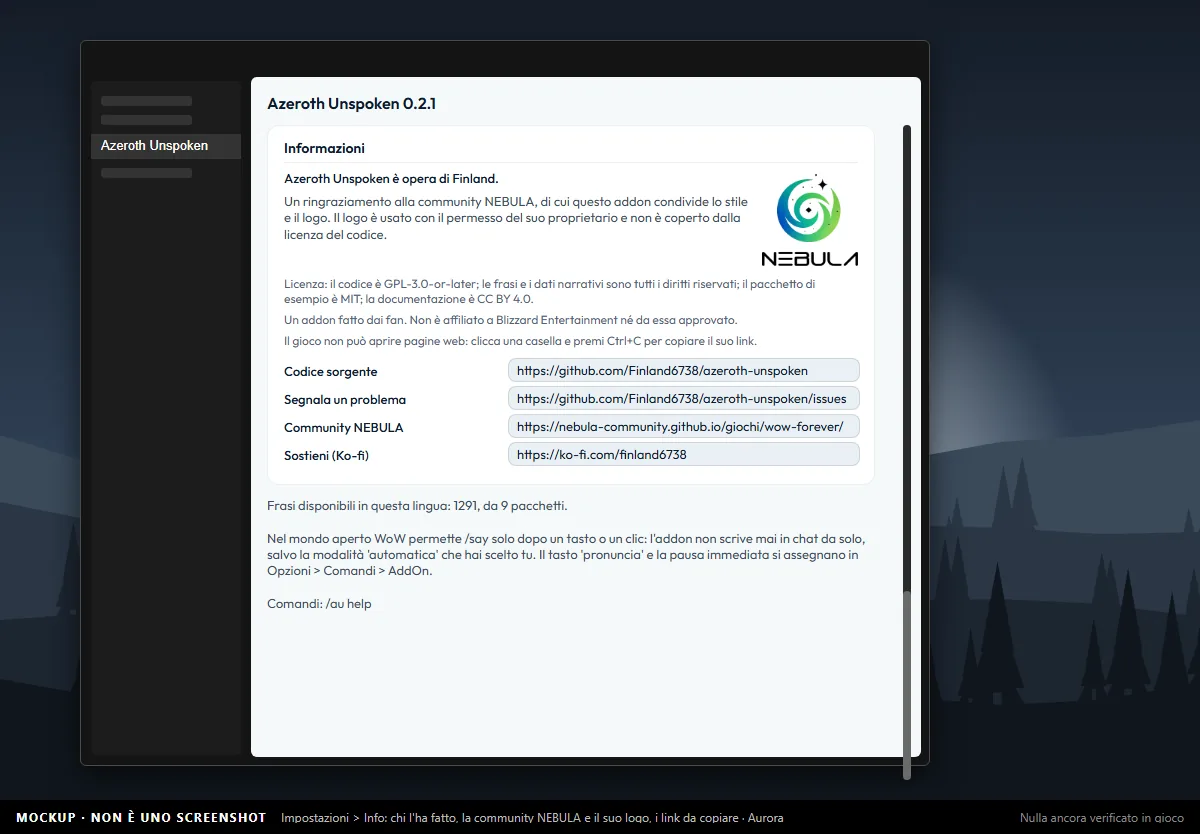 Azeroth Unspoken
Azeroth Unspoken 0.2.1
Informazioni
Azeroth Unspoken è opera di Finland.
Un ringraziamento alla community NEBULA, di cui questo addon condivide lo stile
e il logo. Il logo è usato con il permesso del suo proprietario e non è coperto dalla
licenza del codice.
NEBULA
Licenza: il codice è GPL-3.0-or-later; le frasi e i dati narrativi sono tutti i diritti riservati; il pacchetto di
esempio è MIT; la documentazione è CC BY 4.0.
Un addon fatto dai fan. Non è affiliato a Blizzard Entertainment né da essa approvato.
Il gioco non può aprire pagine web: clicca una casella e premi Ctrl+C per copiare il suo link.
Codice sorgente https://github.com/Finland6738/azeroth-unspoken
Segnala un problema https://github.com/Finland6738/azeroth-unspoken/issues
Community NEBULA https://nebula-community.github.io/giochi/wow-forever/
Sostieni (Ko-fi) https://ko-fi.com/finland6738
Frasi disponibili in questa lingua: 1291, da 9 pacchetti.
Nel mondo aperto WoW permette /say solo dopo un tasto o un clic: l'addon non scrive mai in chat da solo,
salvo la modalità 'automatica' che hai scelto tu. Il tasto 'pronuncia' e la pausa immediata si assegnano in
Opzioni > Comandi > AddOn.
Comandi: /au help
MOCKUP · NON È UNO SCREENSHOT Impostazioni > Info: chi l'ha fatto, la community NEBULA e il suo logo, i link da copiare · Aurora Nulla ancora verificato in gioco